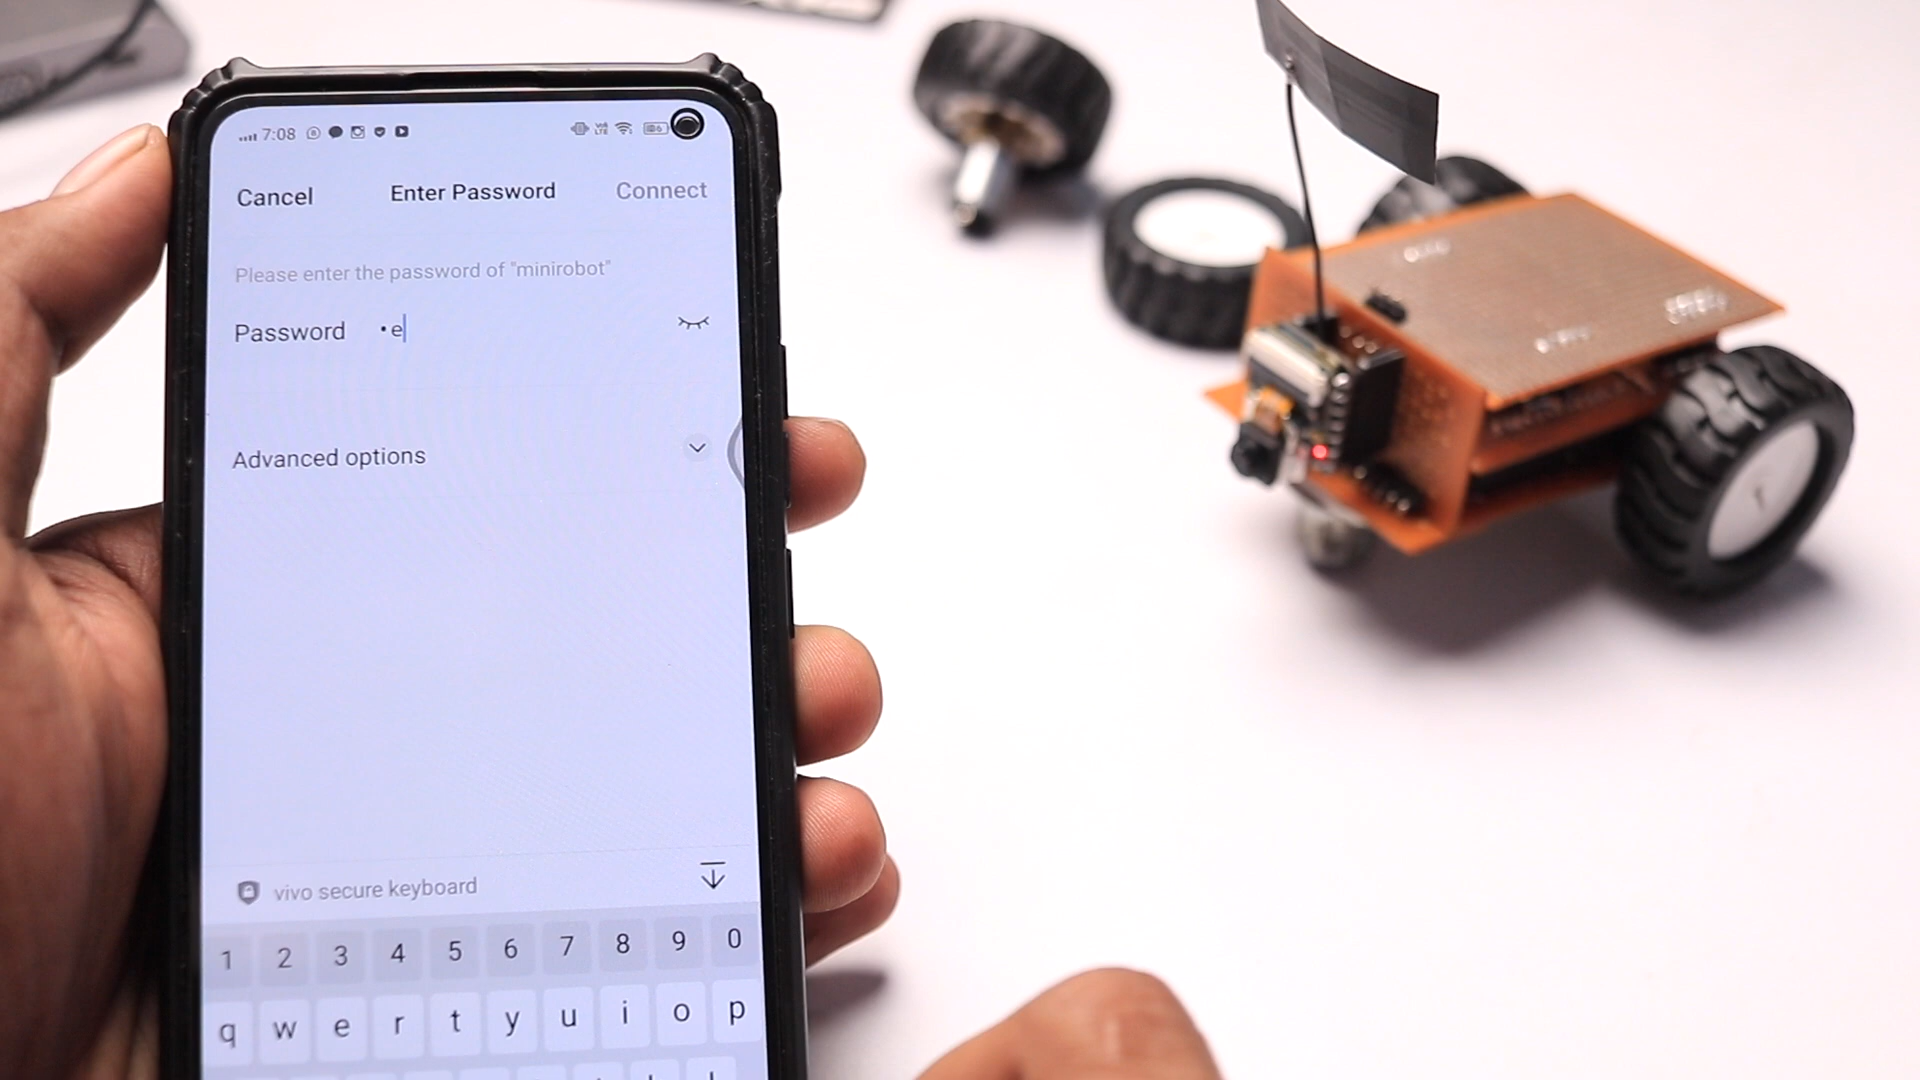 7:08
Cancel Enter Password Connect
Please enter the password of "minirobot"
Password •e
Advanced options
vivo secure keyboard
1 2 3 4 5 6 7 8 9 0
q w e r t y u i o p